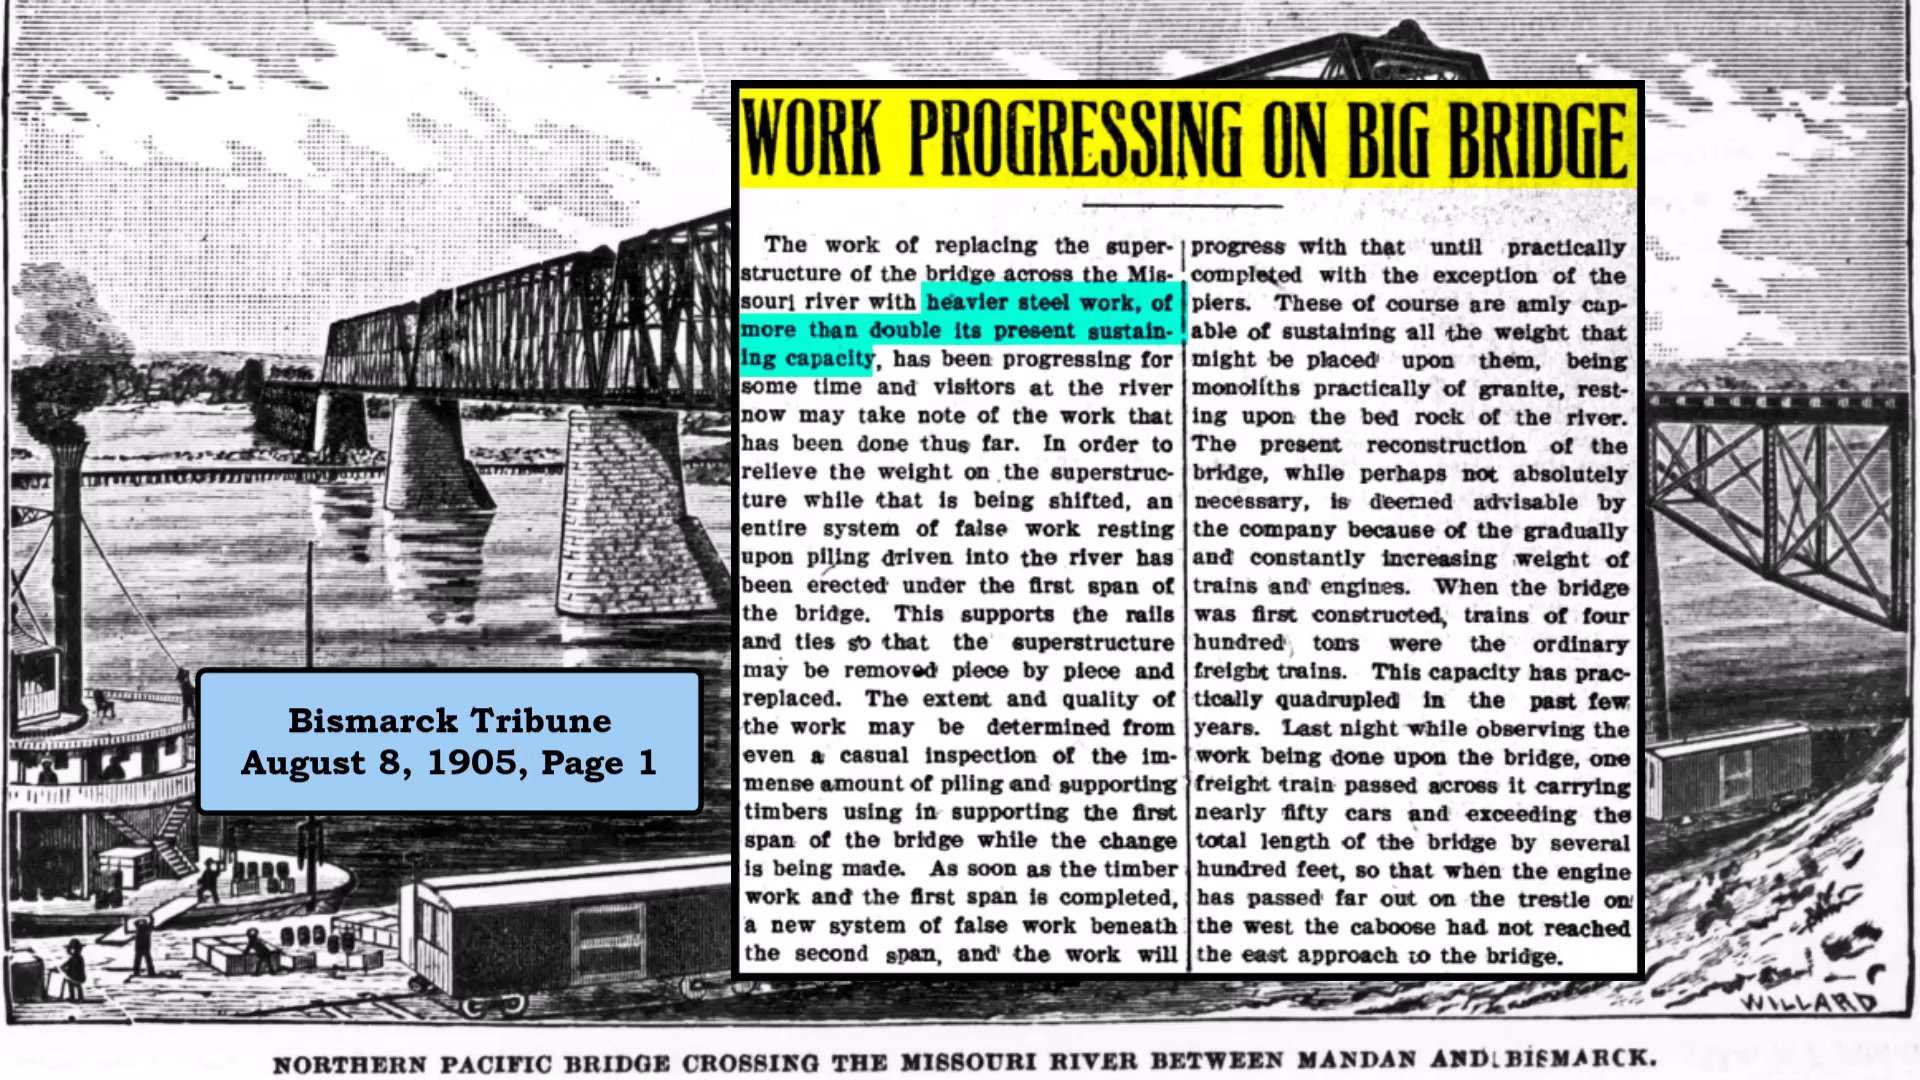 WORK PROGRESSING ON BIG BRIDGE
The work of replacing the super-
structure of the bridge across the Mis-
souri river with heavier steel work, of
more than double its present sustain-
ing capacity, has been progressing for
some time and visitors at the river
now may take note of the work that
has been done thus far. In order to
relieve the weight on the superstruc-
ture while that is being shifted, an
entire system of false work resting
upon piling driven into the river has
been erected under the first span of
the bridge. This supports the rails
and ties so that the superstructure
may be removed piece by piece and
replaced. The extent and quality of
the work may be determined from
even a casual inspection of the im-
mense amount of piling and supporting
timbers using in supporting the first
span of the bridge while the change
is being made. As soon as the timber
work and the first span is completed,
a new system of false work beneath
the second span, and the work will
progress with that until practically
completed with the exception of the
piers. These of course are amly cap-
able of sustaining all the weight that
might be placed upon them, being
monoliths practically of granite, rest-
ing upon the bed rock of the river.
The present reconstruction of the
bridge, while perhaps not absolutely
necessary, is deemed advisable by
the company because of the gradually
and constantly increasing weight of
trains and engines. When the bridge
was first constructed, trains of four
hundred tons were the ordinary
freight trains. This capacity has prac-
tically quadrupled in the past few
years. Last night while observing the
work being done upon the bridge, one
freight train passed across it carrying
nearly fifty cars and exceeding the
total length of the bridge by several
hundred feet, so that when the engine
has passed far out on the trestle on
the west the caboose had not reached
the east approach to the bridge.
Bismarck Tribune
August 8, 1905, Page 1
WILLARD
NORTHERN PACIFIC BRIDGE CROSSING THE MISSOURI RIVER BETWEEN MANDAN AND BISMARCK.